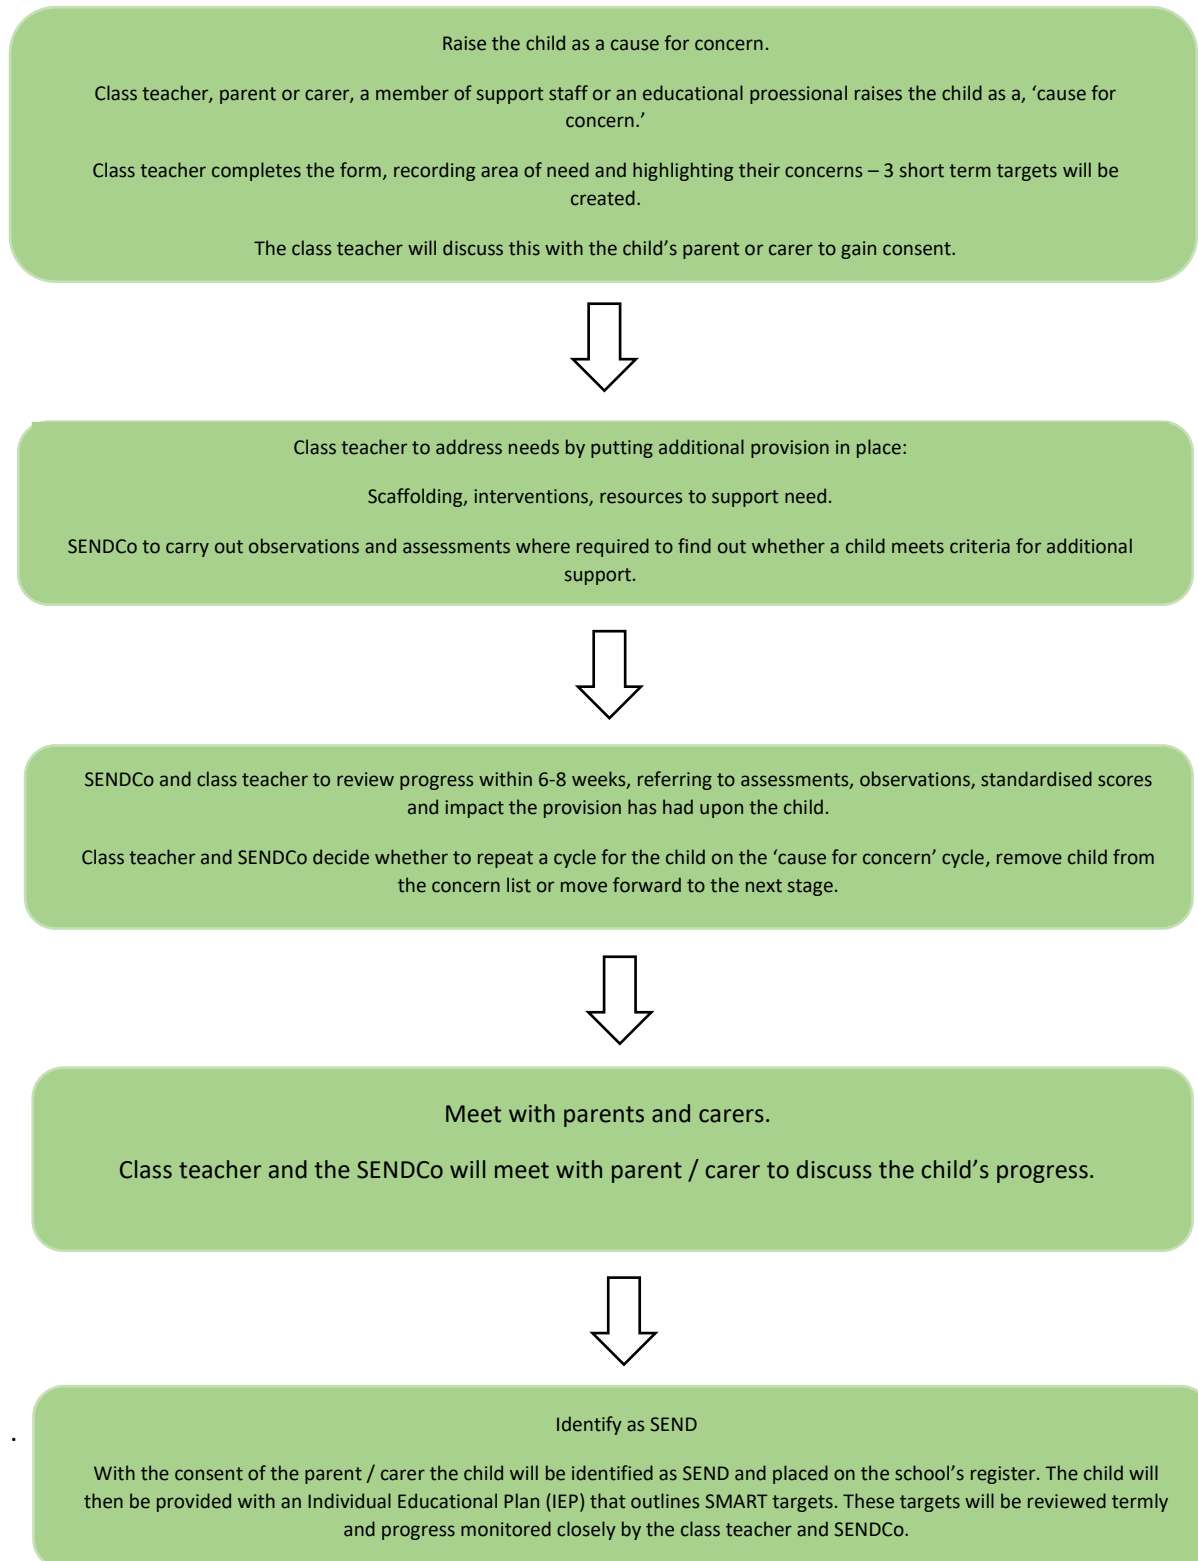 Raise the child as a cause for concern.
Class teacher, parent or carer, a member of support staff or an educational proessional raises the child as a, ‘cause for
concern.’
Class teacher completes the form, recording area of need and highlighting their concerns – 3 short term targets will be
created.
The class teacher will discuss this with the child’s parent or carer to gain consent.
Class teacher to address needs by putting additional provision in place:
Scaffolding, interventions, resources to support need.
SENDCo to carry out observations and assessments where required to find out whether a child meets criteria for additional
support.
SENDCo and class teacher to review progress within 6-8 weeks, referring to assessments, observations, standardised scores
and impact the provision has had upon the child.
Class teacher and SENDCo decide whether to repeat a cycle for the child on the ‘cause for concern’ cycle, remove child from
the concern list or move forward to the next stage.
Meet with parents and carers.
Class teacher and the SENDCo will meet with parent / carer to discuss the child’s progress.
.
Identify as SEND
With the consent of the parent / carer the child will be identified as SEND and placed on the school’s register. The child will
then be provided with an Individual Educational Plan (IEP) that outlines SMART targets. These targets will be reviewed termly
and progress monitored closely by the class teacher and SENDCo.